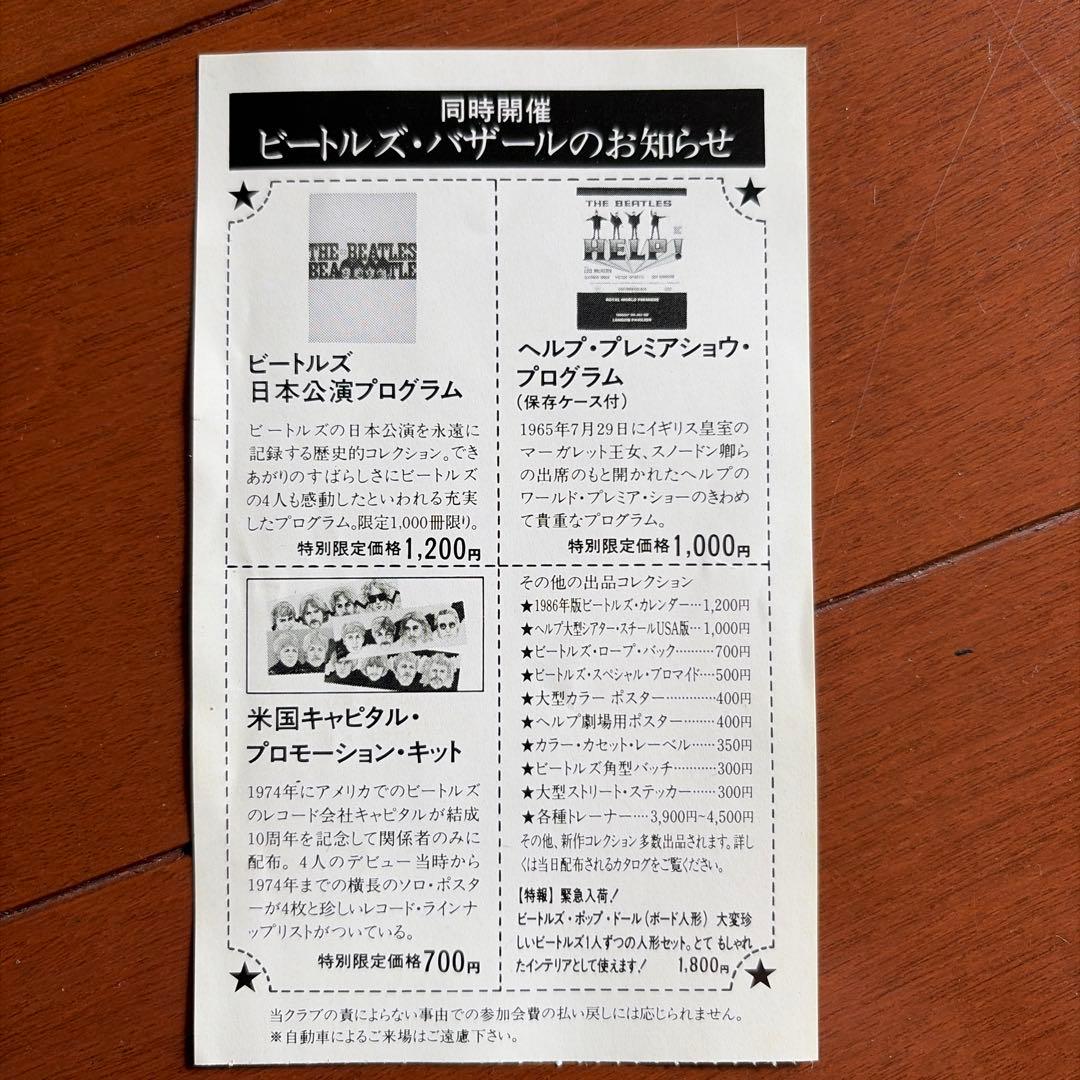 同時開催
ビートルズ・バザールのお知らせ
THE BEATLES
ビートルズ
日本公演プログラム
ビートルズの日本公演を永遠に
記録する歴史的コレクション。でき
あがりのすばらしさにビートルズ
の4人も感動したといわれる充実
したプログラム。限定1,000冊限り。
特別限定価格1,200円
THE BEATLES
HELP!
ROYAL WORLD PREMIERE
LONDON PAVILION
ヘルプ・プレミアショウ・
プログラム
(保存ケース付)
1965年7月29日にイギリス皇室の
マーガレット王女、スノードン卿ら
の出席のもと開かれたヘルプの
ワールド・プレミア・ショーのきわめ
て貴重なプログラム。
特別限定価格1,000円
米国キャピタル・
プロモーション・キット
1974年にアメリカでのビートルズ
のレコード会社キャピタルが結成
10周年を記念して関係者のみに
配布。4人のデビュー当時から
1974年までの横長のソロ・ポスタ
ーが4枚と珍しいレコード・ラインナ
ップリストがついている。
特別限定価格700円
その他の出品コレクション
★1986年版ビートルズ・カレンダー…1,200円
★ヘルプ大型シアター・スチールUSA版…1,000円
★ビートルズ・ロープ・バック………700円
★ビートルズ・スペシャル・ブロマイド…500円
★大型カラー ポスター…………400円
★ヘルプ劇場用ポスター………400円
★カラー・カセット・レーベル……350円
★ビートルズ角型バッチ………300円
★大型ストリート・ステッカー……300円
★各種トレーナー…3,900円~4,500円
その他、新作コレクション多数出品されます。詳し
くは当日配布されるカタログをご覧ください。
【特報】緊急入荷!
ビートルズ・ポップ・ドール(ボード人形) 大変珍
しいビートルズ1人ずつの人形セット。とてもしゃれ
たインテリアとして使えます! 1,800円
当クラブの責によらない事由での参加会費の払い戻しには応じられません。
※自動車によるご来場はご遠慮下さい。